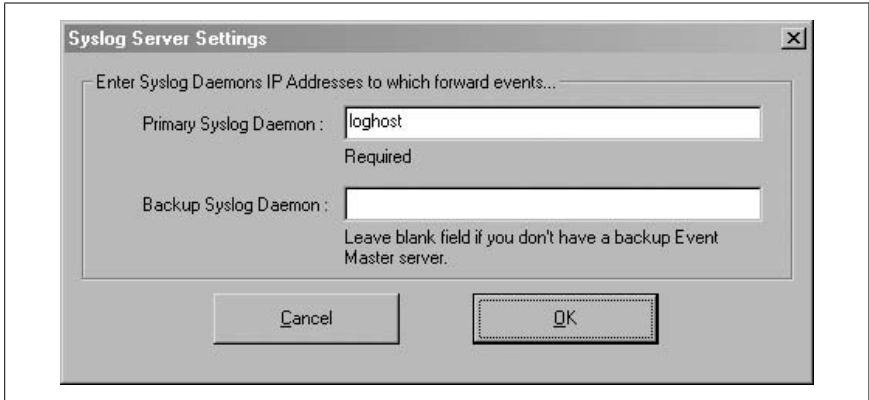 Syslog Server Settings
Enter Syslog Daemons IP Addresses to which forward events...
Primary Syslog Daemon : loghost
Required
Backup Syslog Daemon :
Leave blank field if you don't have a backup Event
Master server.
Cancel OK